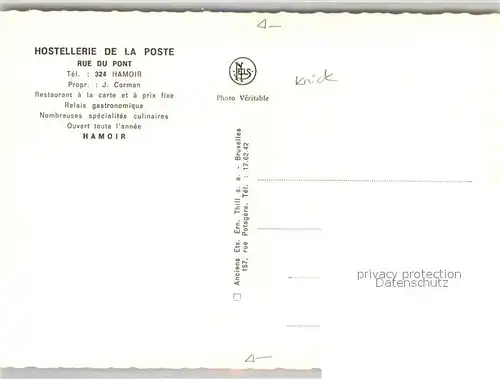 HOSTELLERIE DE LA POSTE
RUE DU PONT
Tél. : 324 HAMOIR
Propr. : J. Corman
Restaurant à la carte et à prix fixe
Relais gastronomique
Nombreuses spécialités culinaires
Ouvert toute l'année
HAMOIR
NELS
Photo Véritable
Knick
Anciens Ets. Ern. Thill s. a. - Bruxelles
157, rue Potagère. Tél. : 17.62.42
privacy protection
Datenschutz